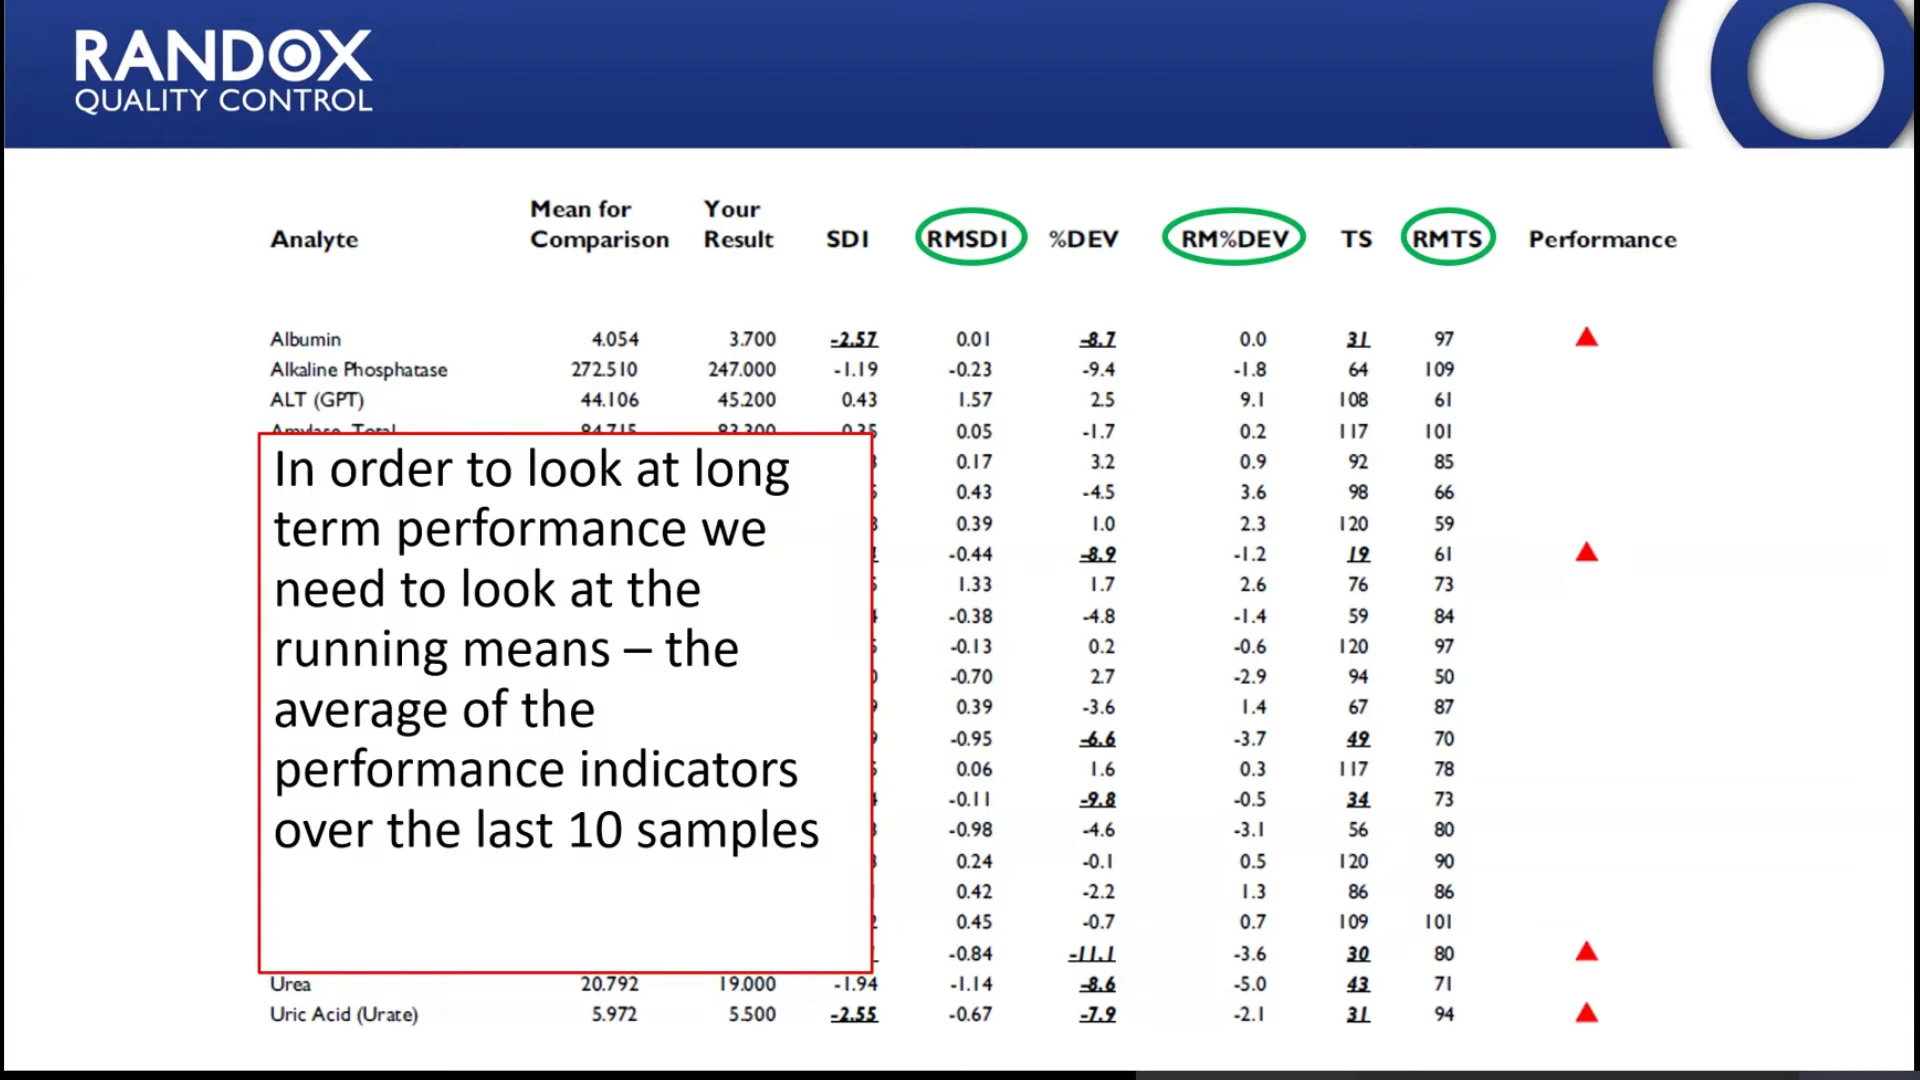 RANDOX
QUALITY CONTROL
Analyte Mean for Comparison Your Result SDI RMSDI %DEV RM%DEV TS RMTS Performance
Albumin 4.054 3.700 -2.57 0.01 -8.7 0.0 31 97
Alkaline Phosphatase 272.510 247.000 -1.19 -0.23 -9.4 -1.8 64 109
ALT (GPT) 44.106 45.200 0.43 1.57 2.5 9.1 108 61
Amylase, Total 84.715 83.300 0.05 -1.7 0.2 117 101
0.17 3.2 0.9 92 85
0.43 -4.5 3.6 98 66
0.39 1.0 2.3 120 59
-0.44 -8.9 -1.2 19 61
1.33 1.7 2.6 76 73
-0.38 -4.8 -1.4 59 84
-0.13 0.2 -0.6 120 97
-0.70 2.7 -2.9 94 50
0.39 -3.6 1.4 67 87
-0.95 -6.6 -3.7 49 70
0.06 1.6 0.3 117 78
-0.11 -9.8 -0.5 34 73
-0.98 -4.6 -3.1 56 80
0.24 -0.1 0.5 120 90
0.42 -2.2 1.3 86 86
0.45 -0.7 0.7 109 101
-0.84 -11.1 -3.6 30 80
Urea 20.792 19.000 -1.94 -1.14 -8.6 -5.0 43 71
Uric Acid (Urate) 5.972 5.500 -2.55 -0.67 -7.9 -2.1 31 94
In order to look at long
term performance we
need to look at the
running means – the
average of the
performance indicators
over the last 10 samples